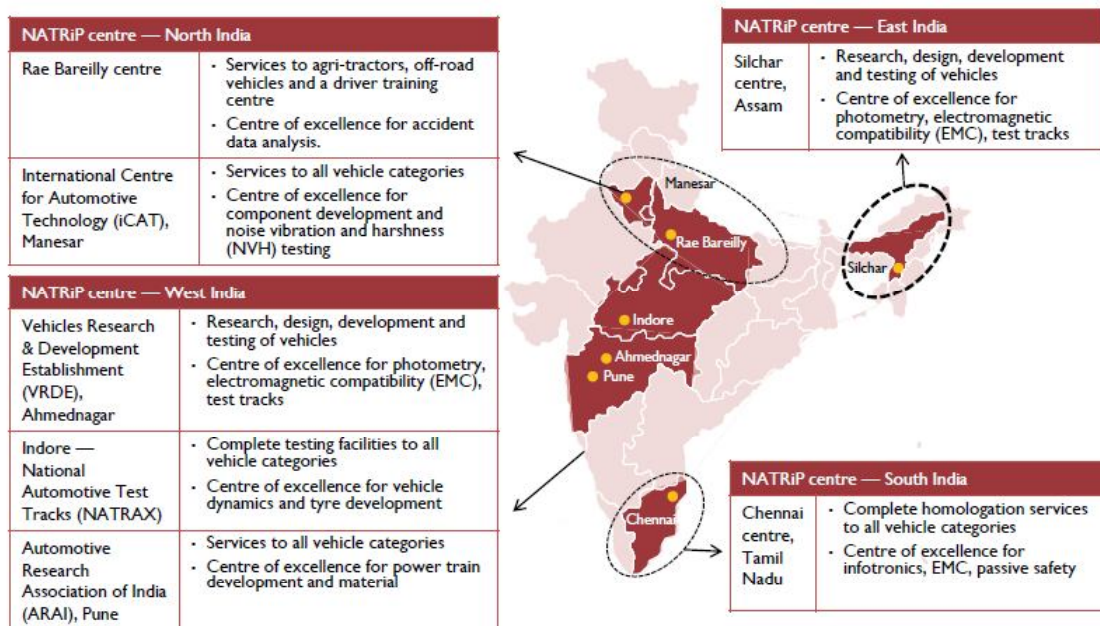 NATRiP centre — North India
Rae Bareilly centre
· Services to agri-tractors, off-road
vehicles and a driver training
centre
· Centre of excellence for accident
data analysis.
International Centre
for Automotive
Technology (iCAT),
Manesar
· Services to all vehicle categories
· Centre of excellence for
component development and
noise vibration and harshness
(NVH) testing
NATRiP centre — West India
Vehicles Research
& Development
Establishment
(VRDE),
Ahmednagar
· Research, design, development and
testing of vehicles
· Centre of excellence for photometry,
electromagnetic compatibility (EMC),
test tracks
Indore —
National
Automotive Test
Tracks (NATRAX)
· Complete testing facilities to all
vehicle categories
· Centre of excellence for vehicle
dynamics and tyre development
Automotive
Research
Association of India
(ARAI), Pune
· Services to all vehicle categories
· Centre of excellence for power train
development and material
Manesar
Rae Bareilly
Silchar
Indore
Ahmednagar
Pune
Chennai
NATRiP centre — East India
Silchar
centre,
Assam
· Research, design, development
and testing of vehicles
· Centre of excellence for
photometry, electromagnetic
compatibility (EMC), test tracks
NATRiP centre — South India
Chennai
centre,
Tamil
Nadu
· Complete homologation services
to all vehicle categories
· Centre of excellence for
infotronics, EMC, passive safety